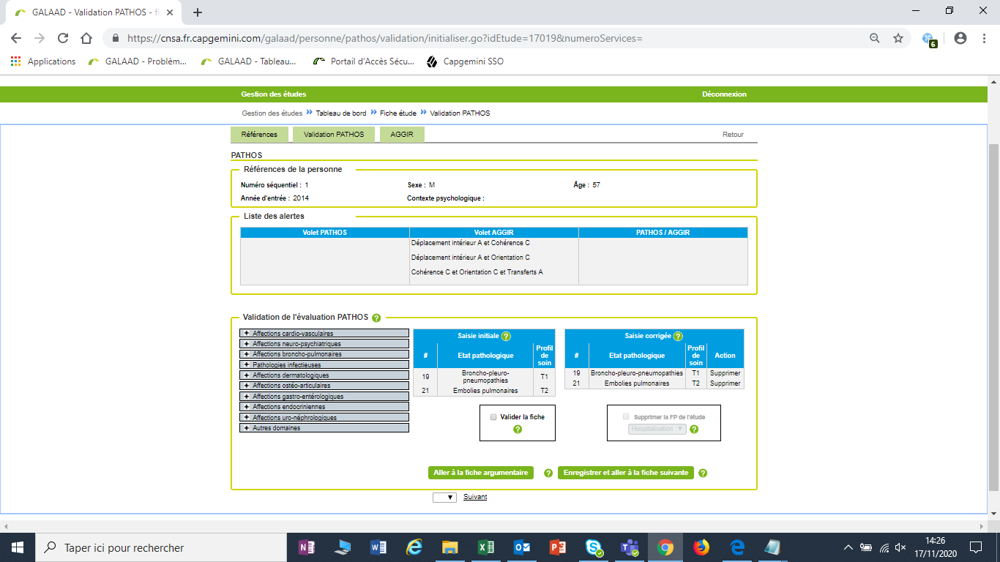 GALAAD - Validation PATHOS - fi
https://cnsa.fr.capgemini.com/galaad/personne/pathos/validation/initialiser.go?idEtude=17019&numeroServices=
6
Applications GALAAD - Problèm... GALAAD - Tableau... Portail d'Accès Sécu... Capgemini SSO
Gestion des études Déconnexion
Gestion des études Tableau de bord Fiche étude Validation PATHOS
Références Validation PATHOS AGGIR Retour
PATHOS
Références de la personne
Numéro séquentiel : 1 Sexe : M Âge : 57
Année d'entrée : 2014 Contexte psychologique :
Liste des alertes
Volet PATHOS Volet AGGIR PATHOS / AGGIR
Déplacement intérieur A et Cohérence C
Déplacement intérieur A et Orientation C
Cohérence C et Orientation C et Transferts A
Validation de l'évaluation PATHOS ?
+ Affections cardio-vasculaires
+ Affections neuro-psychiatriques
+ Affections broncho-pulmonaires
+ Pathologies infectieuses
+ Affections dermatologiques
+ Affections ostéo-articulaires
+ Affections gastro-entérologiques
+ Affections endocriniennes
+ Affections uro-néphrologiques
+ Autres domaines
Saisie initiale ?
# Etat pathologique Profil de soin
19 Broncho-pleuro-
pneumopathies T1
21 Embolies pulmonaires T2
Saisie corrigée ?
# Etat pathologique Profil de soin Action
19 Broncho-pleuro-pneumopathies T1 Supprimer
21 Embolies pulmonaires T2 Supprimer
Valider la fiche
?
Supprimer la FP de l'étude
Hospitalisation ▼ ?
Aller à la fiche argumentaire ? Enregistrer et aller à la fiche suivante ?
▼ Suivant
Taper ici pour rechercher
14:26
17/11/2020